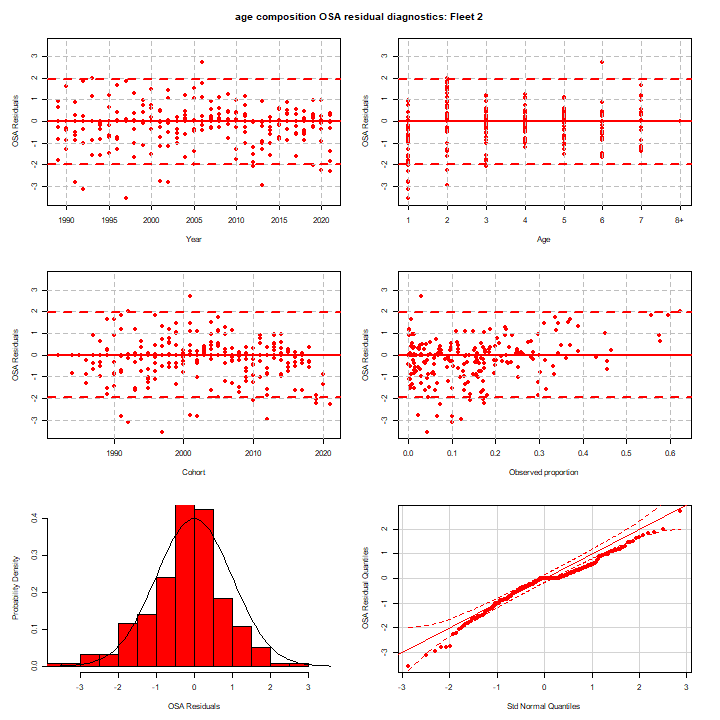 age composition OSA residual diagnostics: Fleet 2
OSA Residuals
3
2
1
0
-1
-2
-3
1990 1995 2000 2005 2010 2015 2020
Year
OSA Residuals
3
2
1
0
-1
-2
-3
1 2 3 4 5 6 7 8+
Age
OSA Residuals
3
2
1
0
-1
-2
-3
1990 2000 2010 2020
Cohort
OSA Residuals
3
2
1
0
-1
-2
-3
0.0 0.1 0.2 0.3 0.4 0.5 0.6
Observed proportion
Probability Density
0.4
0.3
0.2
0.1
0.0
-3 -2 -1 0 1 2 3
OSA Residuals
OSA Residual Quantiles
2
1
0
-1
-2
-3
-3 -2 -1 0 1 2 3
Std Normal Quantiles